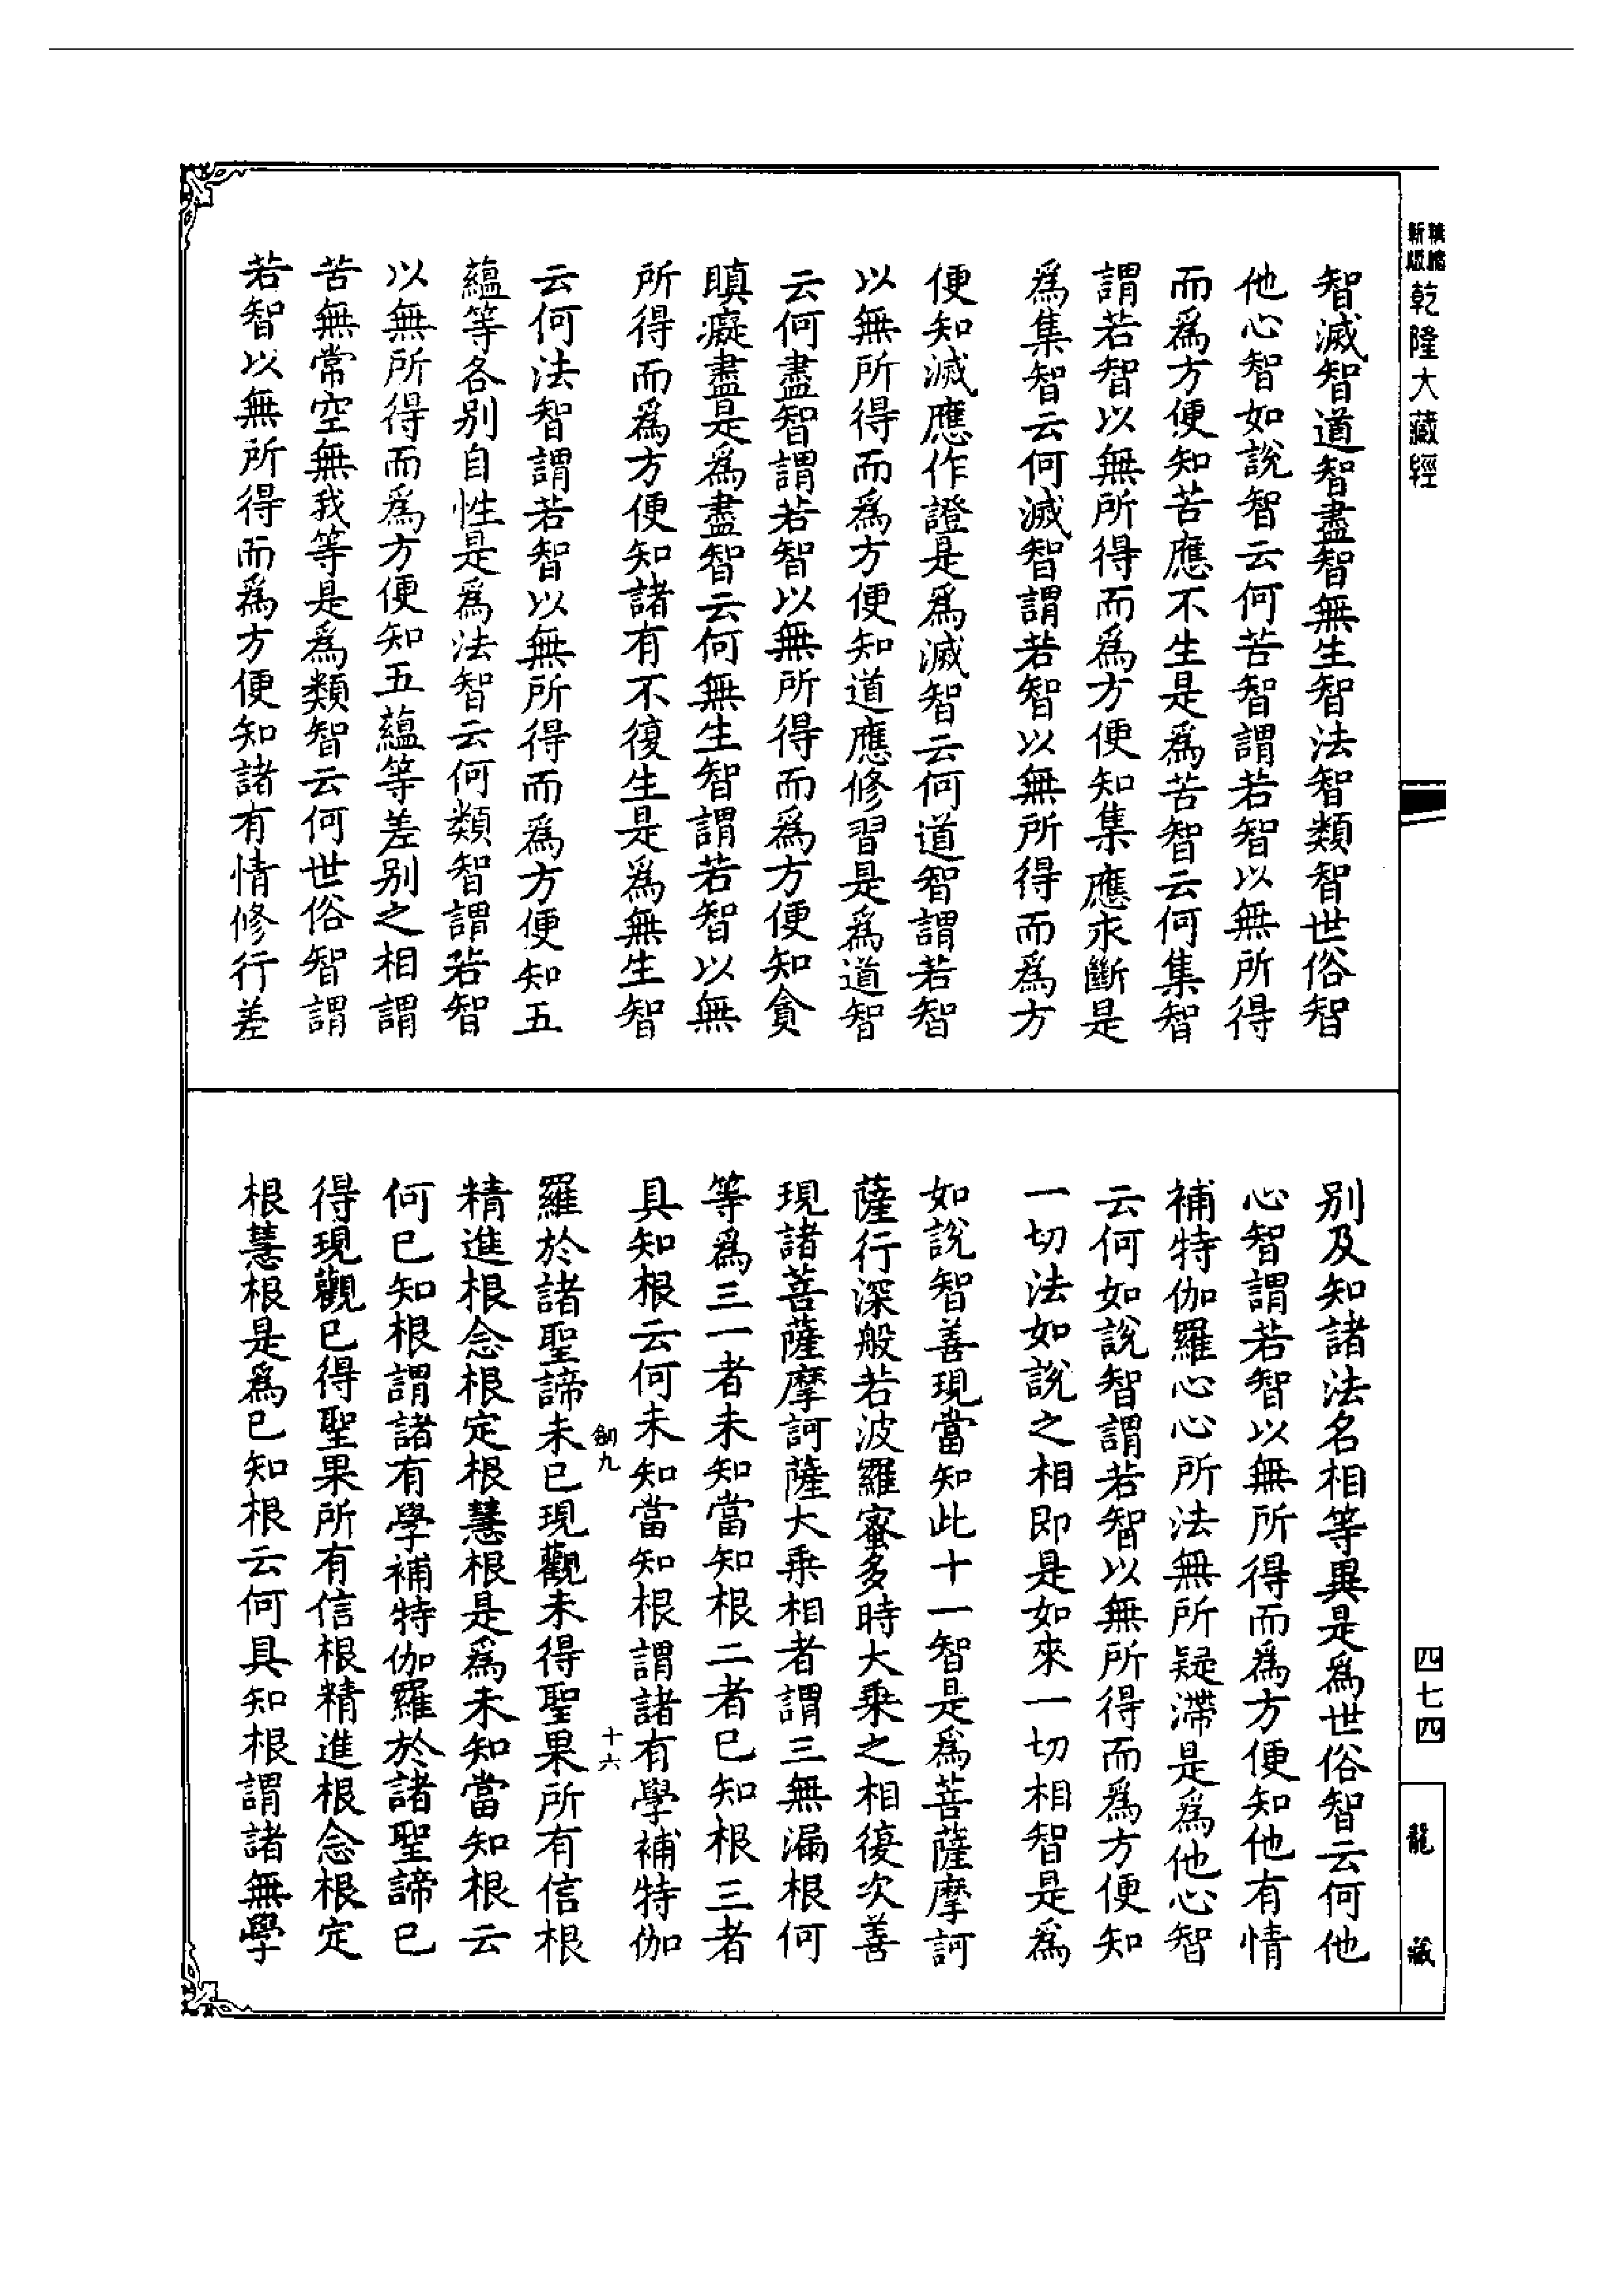 乾隆大藏經
智滅智道智盡智無生智法智類智世俗智
他心智如說智云何苦智謂若智以無所得
而爲方便知苦應不生是爲苦智云何集智
謂若智以無所得而爲方便知集應永斷是
爲集智云何滅智謂若智以無所得而爲方
便知滅應作證是爲滅智云何道智謂若智
以無所得而爲方便知道應修習是爲道智
云何盡智謂若智以無所得而爲方便知貪
瞋癡盡是爲盡智云何無生智謂若智以無
所得而爲方便知諸有不復生是爲無生智
云何法智謂若智以無所得而爲方便知五
蘊等各別自性是爲法智云何類智謂若智
以無所得而爲方便知五蘊等差別之相謂
苦無常空無我等是爲類智云何世俗智謂
若智以無所得而爲方便知諸有情修行差
別及知諸法名相等異是爲世俗智云何他
心智謂若智以無所得而爲方便知他有情
補特伽羅心心所法無所疑滯是爲他心智
云何如說智謂若智以無所得而爲方便知
一切法如說之相即是如來一切相智是爲
如說智善現當知此十一智是爲菩薩摩訶
薩行深般若波羅蜜多時大乘之相復次善
現諸菩薩摩訶薩大乘相者謂三無漏根何
等爲三一者未知當知根二者已知根三者
具知根云何未知當知根謂諸有學補特伽
劒九 十六
羅於諸聖諦未已現觀未得聖果所有信根
精進根念根定根慧根是爲未知當知根云
何已知根謂諸有學補特伽羅於諸聖諦已
得現觀已得聖果所有信根精進根念根定
根慧根是爲已知根云何具知根謂諸無學
四七四
龍藏